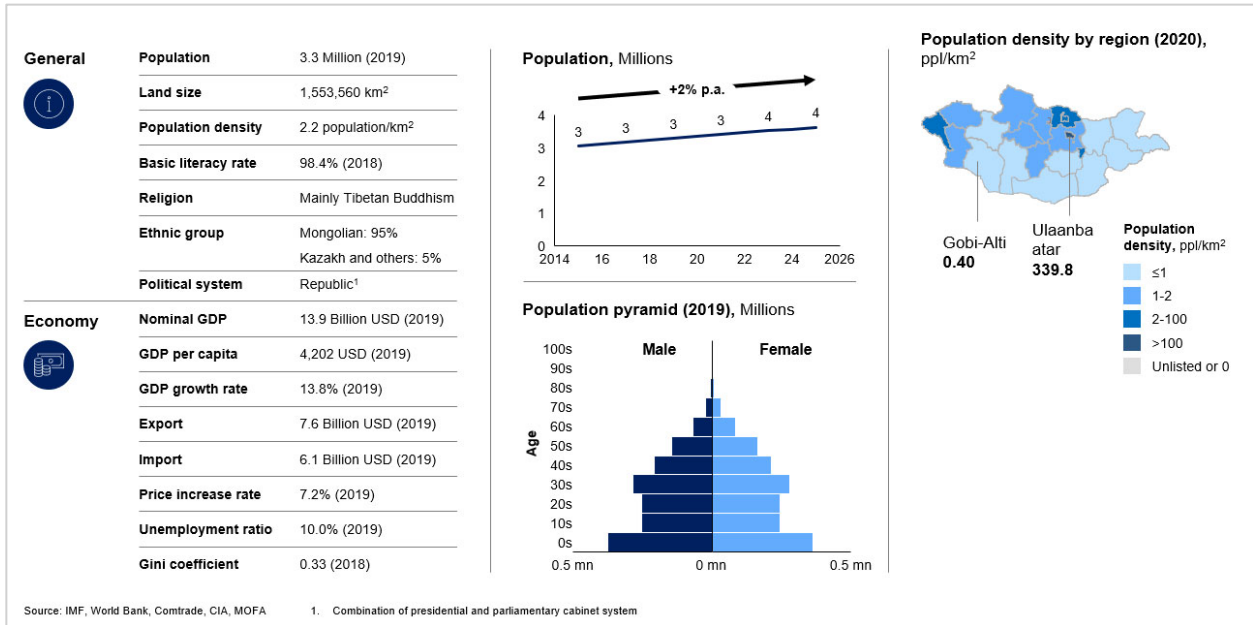 General
Population 3.3 Million (2019)
Land size 1,553,560 km²
Population density 2.2 population/km²
Basic literacy rate 98.4% (2018)
Religion Mainly Tibetan Buddhism
Ethnic group Mongolian: 95%
Kazakh and others: 5%
Political system Republic¹
Economy
Nominal GDP 13.9 Billion USD (2019)
GDP per capita 4,202 USD (2019)
GDP growth rate 13.8% (2019)
Export 7.6 Billion USD (2019)
Import 6.1 Billion USD (2019)
Price increase rate 7.2% (2019)
Unemployment ratio 10.0% (2019)
Gini coefficient 0.33 (2018)
Population, Millions
+2% p.a.
4
3
2
1
0
3 3 3 3 4 4
2014 16 18 20 22 24 2026
Population pyramid (2019), Millions
Male Female
Age
100s
90s
80s
70s
60s
50s
40s
30s
20s
10s
0s
0.5 mn 0 mn 0.5 mn
Population density by region (2020),
ppl/km²
Gobi-Alti
0.40
Ulaanba
atar
339.8
Population
density, ppl/km²
≤1
1-2
2-100
>100
Unlisted or 0
Source: IMF, World Bank, Comtrade, CIA, MOFA 1. Combination of presidential and parliamentary cabinet system